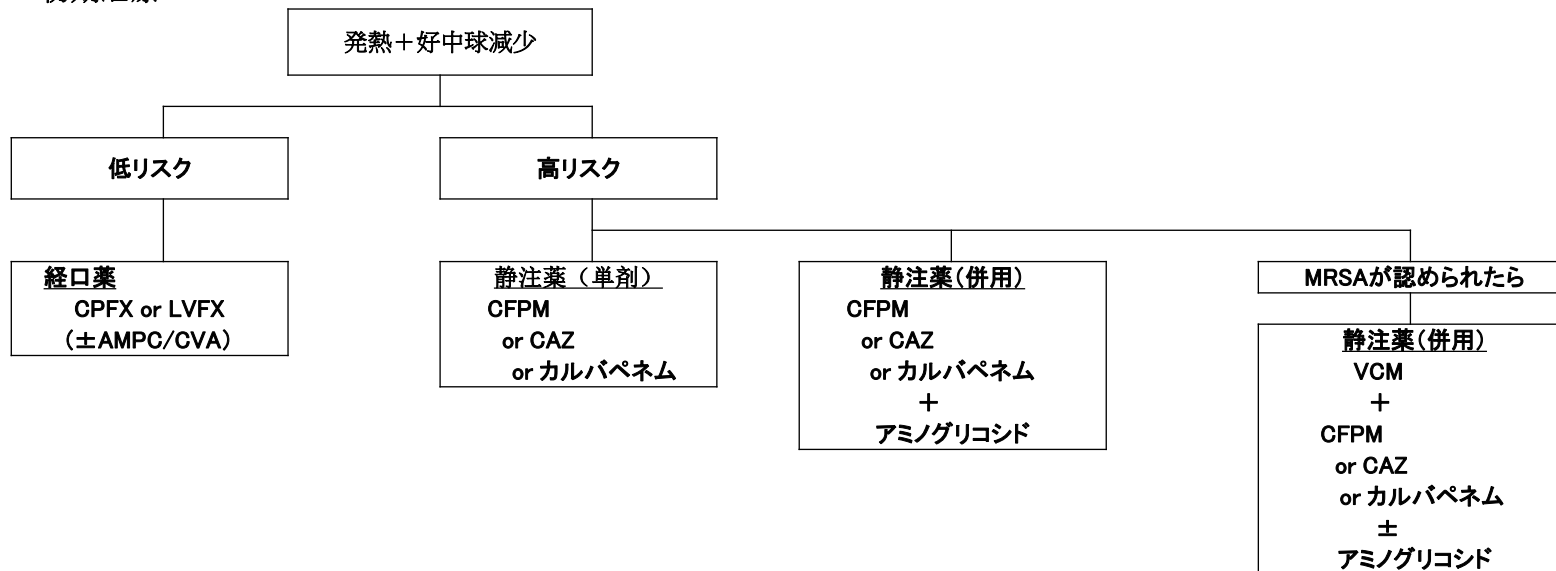 発熱＋好中球減少
低リスク
高リスク
経口薬
CPFX or LVFX
（±AMPC/CVA）
静注薬（単剤）
CFPM
or CAZ
or カルバペネム
静注薬（併用）
CFPM
or CAZ
or カルバペネム
＋
アミノグリコシド
MRSAが認められたら
静注薬（併用）
VCM
＋
CFPM
or CAZ
or カルバペネム
±
アミノグリコシド